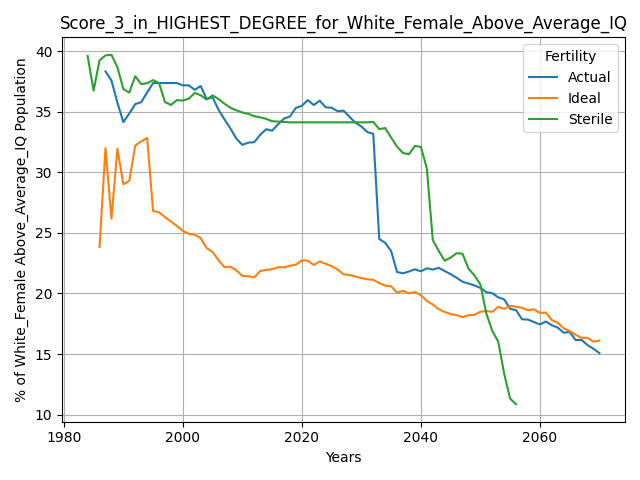 Score_3_in_HIGHEST_DEGREE_for_White_Female_Above_Average_IQ
% of White_Female Above_Average_IQ Population
40
35
30
25
20
15
10
Fertility
Actual
Ideal
Sterile
1980
2000
2020
2040
2060
Years